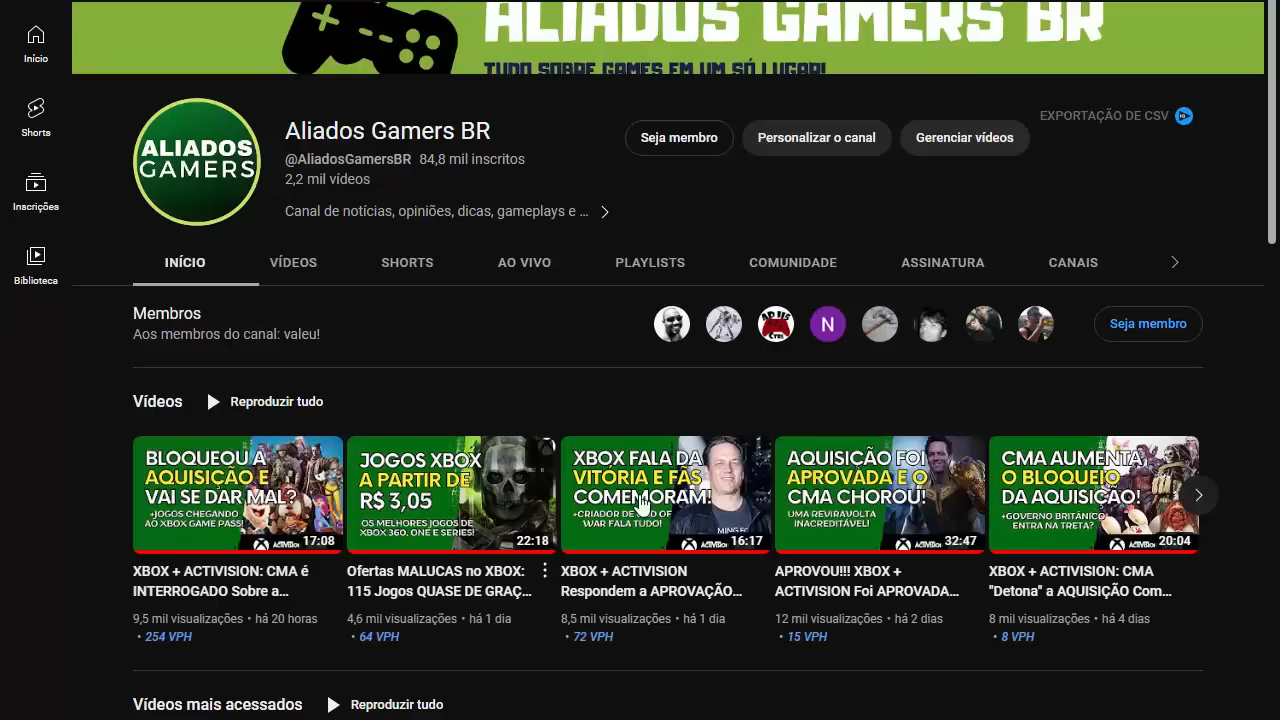 ALIADOS GAMERS BR
TUDO SOBRE GAMES EM UM SÓ LUGAR!
Início
Shorts
Inscrições
Biblioteca
ALIADOS
GAMERS
Aliados Gamers BR
@AliadosGamersBR 84,8 mil inscritos
2,2 mil vídeos
Canal de notícias, opiniões, dicas, gameplays e ...
Seja membro
Personalizar o canal
Gerenciar vídeos
EXPORTAÇÃO DE CSV
INÍCIO
VÍDEOS
SHORTS
AO VIVO
PLAYLISTS
COMUNIDADE
ASSINATURA
CANAIS
Membros
Aos membros do canal: valeu!
N
Seja membro
Vídeos
Reproduzir tudo
BLOQUEOU A
AQUISIÇÃO E
VAI SE DAR MAL?
+JOGOS CHEGANDO
AO XBOX GAME PASS!
17:08
XBOX + ACTIVISION: CMA é
INTERROGADO Sobre a...
9,5 mil visualizações • há 20 horas
• 254 VPH
JOGOS XBOX
A PARTIR DE
R$ 3,05
OS MELHORES JOGOS DE
XBOX 360, ONE E SERIES!
22:18
Ofertas MALUCAS no XBOX:
115 Jogos QUASE DE GRAÇ...
4,6 mil visualizações • há 1 dia
• 64 VPH
XBOX FALA DA
VITÓRIA E FÃS
COMEMORAM!
+CRIADOR DE
WAR FALA TUDO!
16:17
XBOX + ACTIVISION
Respondem a APROVAÇÃO...
8,5 mil visualizações • há 1 dia
• 72 VPH
AQUISIÇÃO FOI
APROVADA E O
CMA CHOROU!
UMA REVIRAVOLTA
INACREDITÁVEL!
32:47
APROVOU!!! XBOX +
ACTIVISION Foi APROVADA...
12 mil visualizações • há 2 dias
• 15 VPH
CMA AUMENTA
O BLOQUEIO
DA AQUISIÇÃO!
+GOVERNO BRITÂNICO
ENTRA NA TRETA?
20:04
XBOX + ACTIVISION: CMA
"Detona" a AQUISIÇÃO Com...
8 mil visualizações • há 4 dias
• 8 VPH
Vídeos mais acessados
Reproduzir tudo